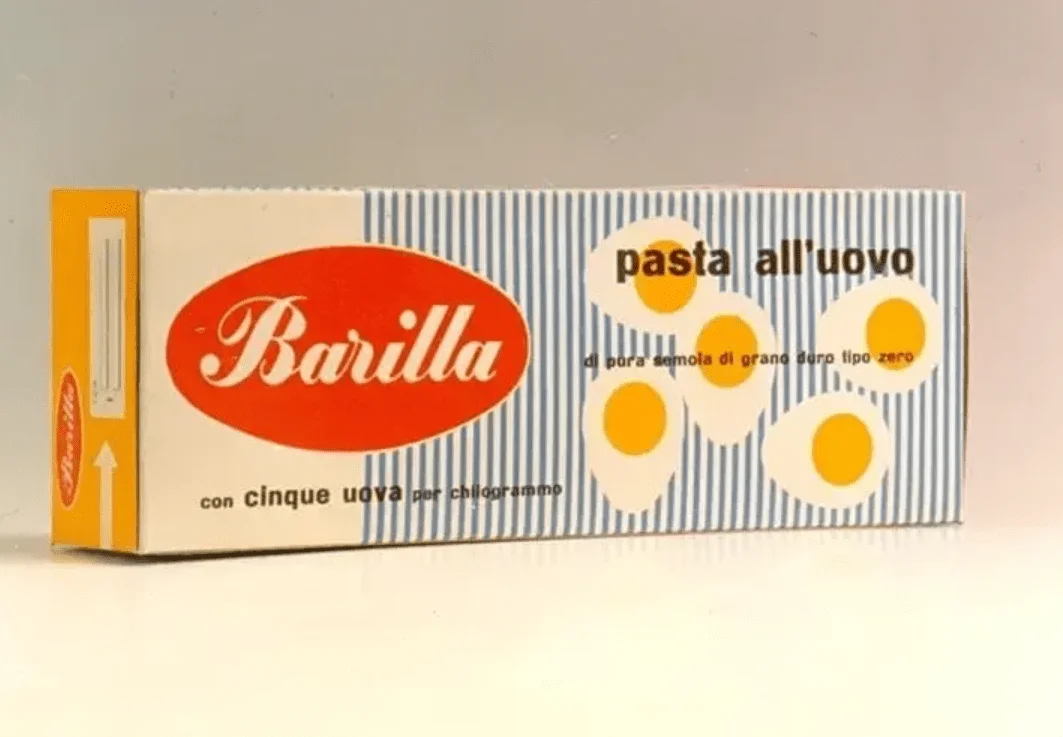 Barilla
Barilla
pasta all'uovo
di pura semola di grano duro tipo zero
con cinque uova per chilogrammo